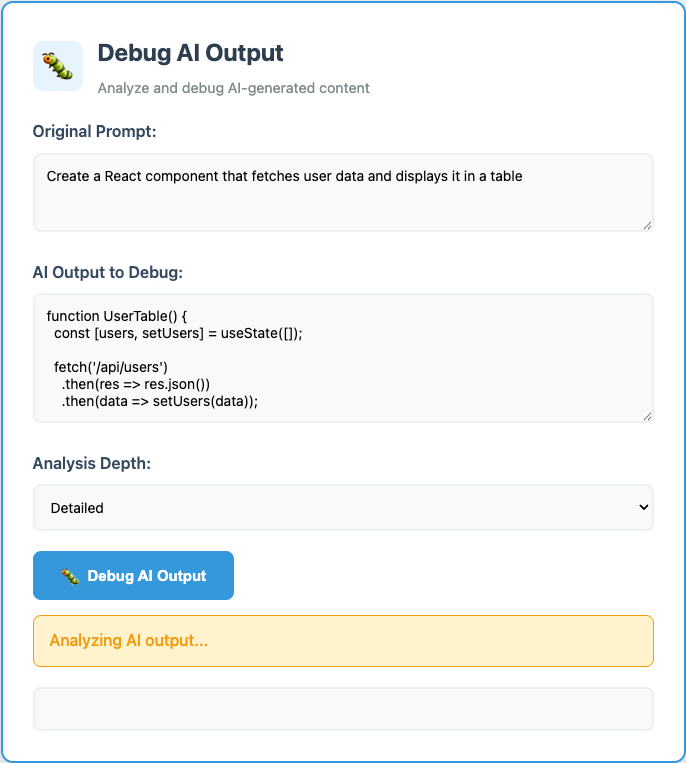 Debug AI Output
Analyze and debug AI-generated content
Original Prompt:
Create a React component that fetches user data and displays it in a table
AI Output to Debug:
function UserTable() {
  const [users, setUsers] = useState([]);
  fetch('/api/users')
    .then(res => res.json())
    .then(data => setUsers(data));
Analysis Depth:
Detailed
Debug AI Output
Analyzing AI output...